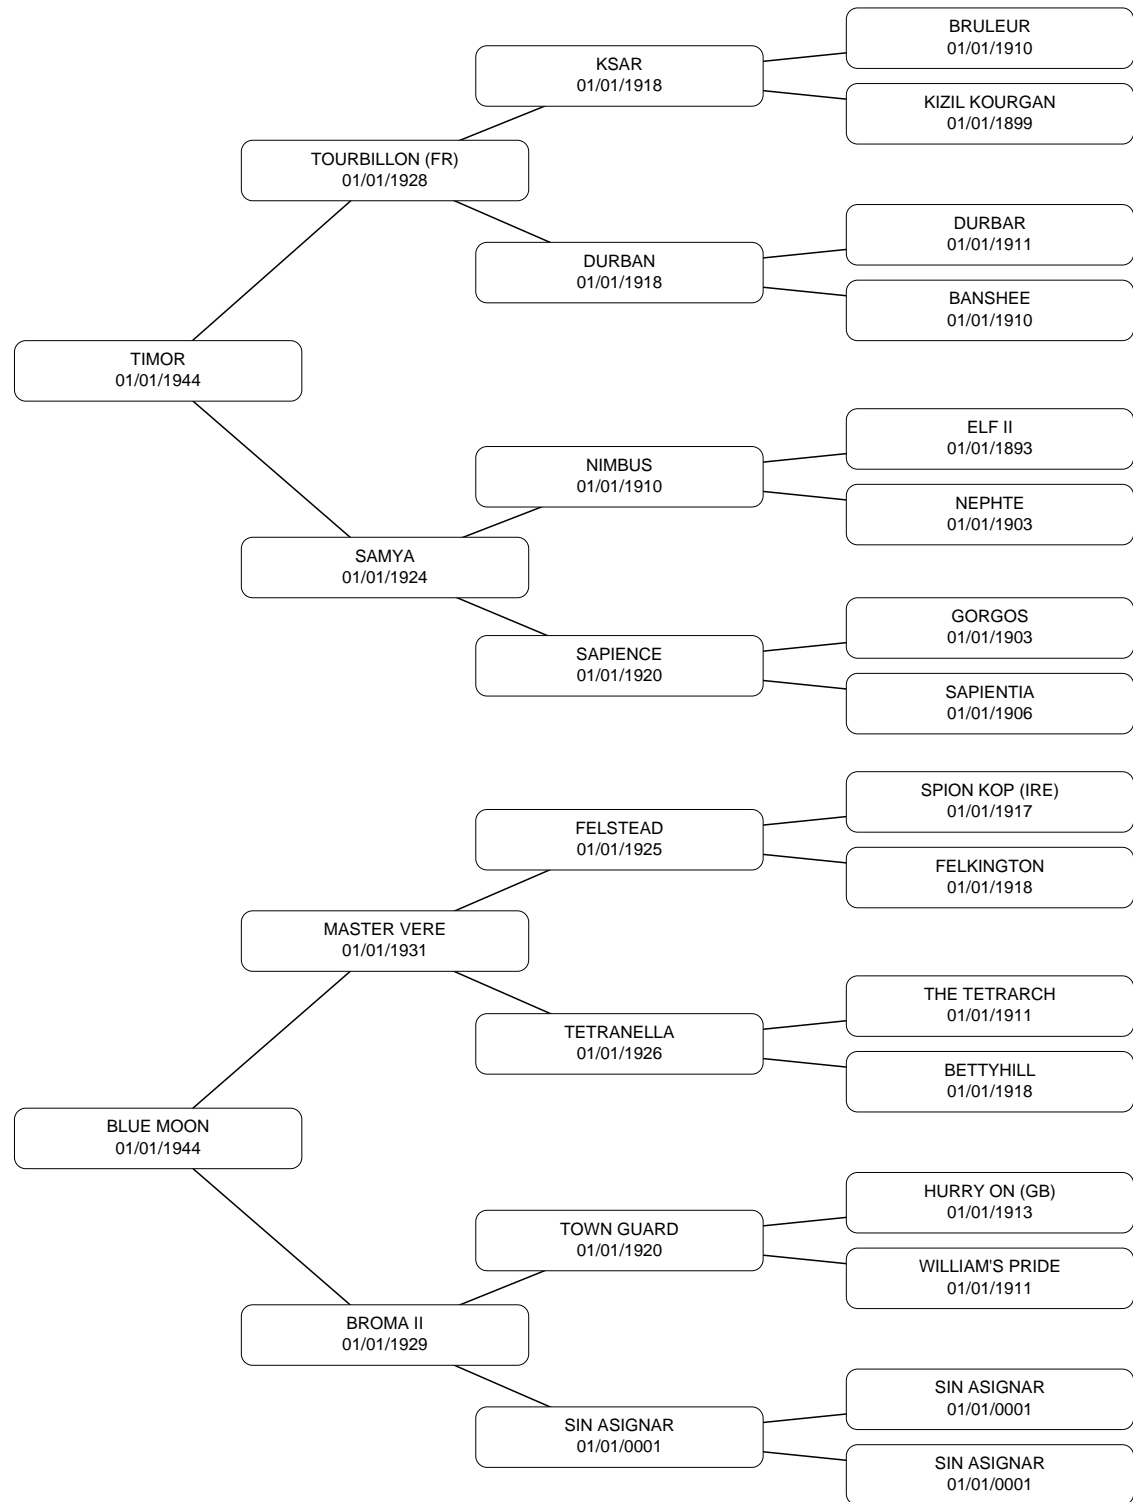 BRULEUR
01/01/1910
KSAR
01/01/1918
KIZIL KOURGAN
01/01/1899
TOURBILLON (FR)
01/01/1928
DURBAR
01/01/1911
DURBAN
01/01/1918
BANSHEE
01/01/1910
TIMOR
01/01/1944
ELF II
01/01/1893
NIMBUS
01/01/1910
NEPHTE
01/01/1903
SAMYA
01/01/1924
GORGOS
01/01/1903
SAPIENCE
01/01/1920
SAPIENTIA
01/01/1906
SPION KOP (IRE)
01/01/1917
FELSTEAD
01/01/1925
FELKINGTON
01/01/1918
MASTER VERE
01/01/1931
THE TETRARCH
01/01/1911
TETRANELLA
01/01/1926
BETTYHILL
01/01/1918
BLUE MOON
01/01/1944
HURRY ON (GB)
01/01/1913
TOWN GUARD
01/01/1920
WILLIAM'S PRIDE
01/01/1911
BROMA II
01/01/1929
SIN ASIGNAR
01/01/0001
SIN ASIGNAR
01/01/0001
SIN ASIGNAR
01/01/0001